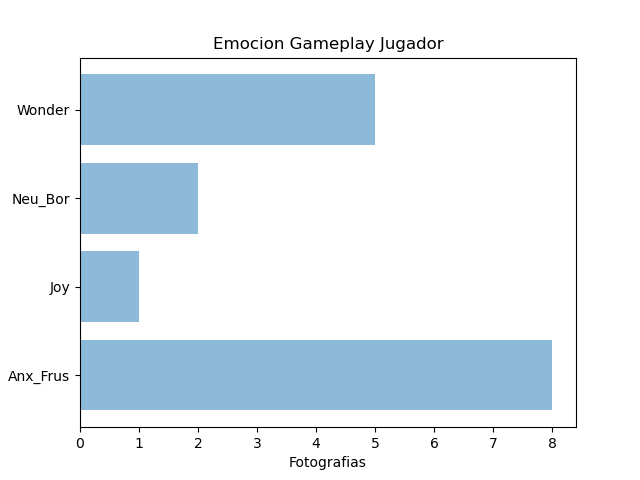 Emocion Gameplay Jugador
Wonder
Neu_Bor
Joy
Anx_Frus
0 1 2 3 4 5 6 7 8
Fotografias